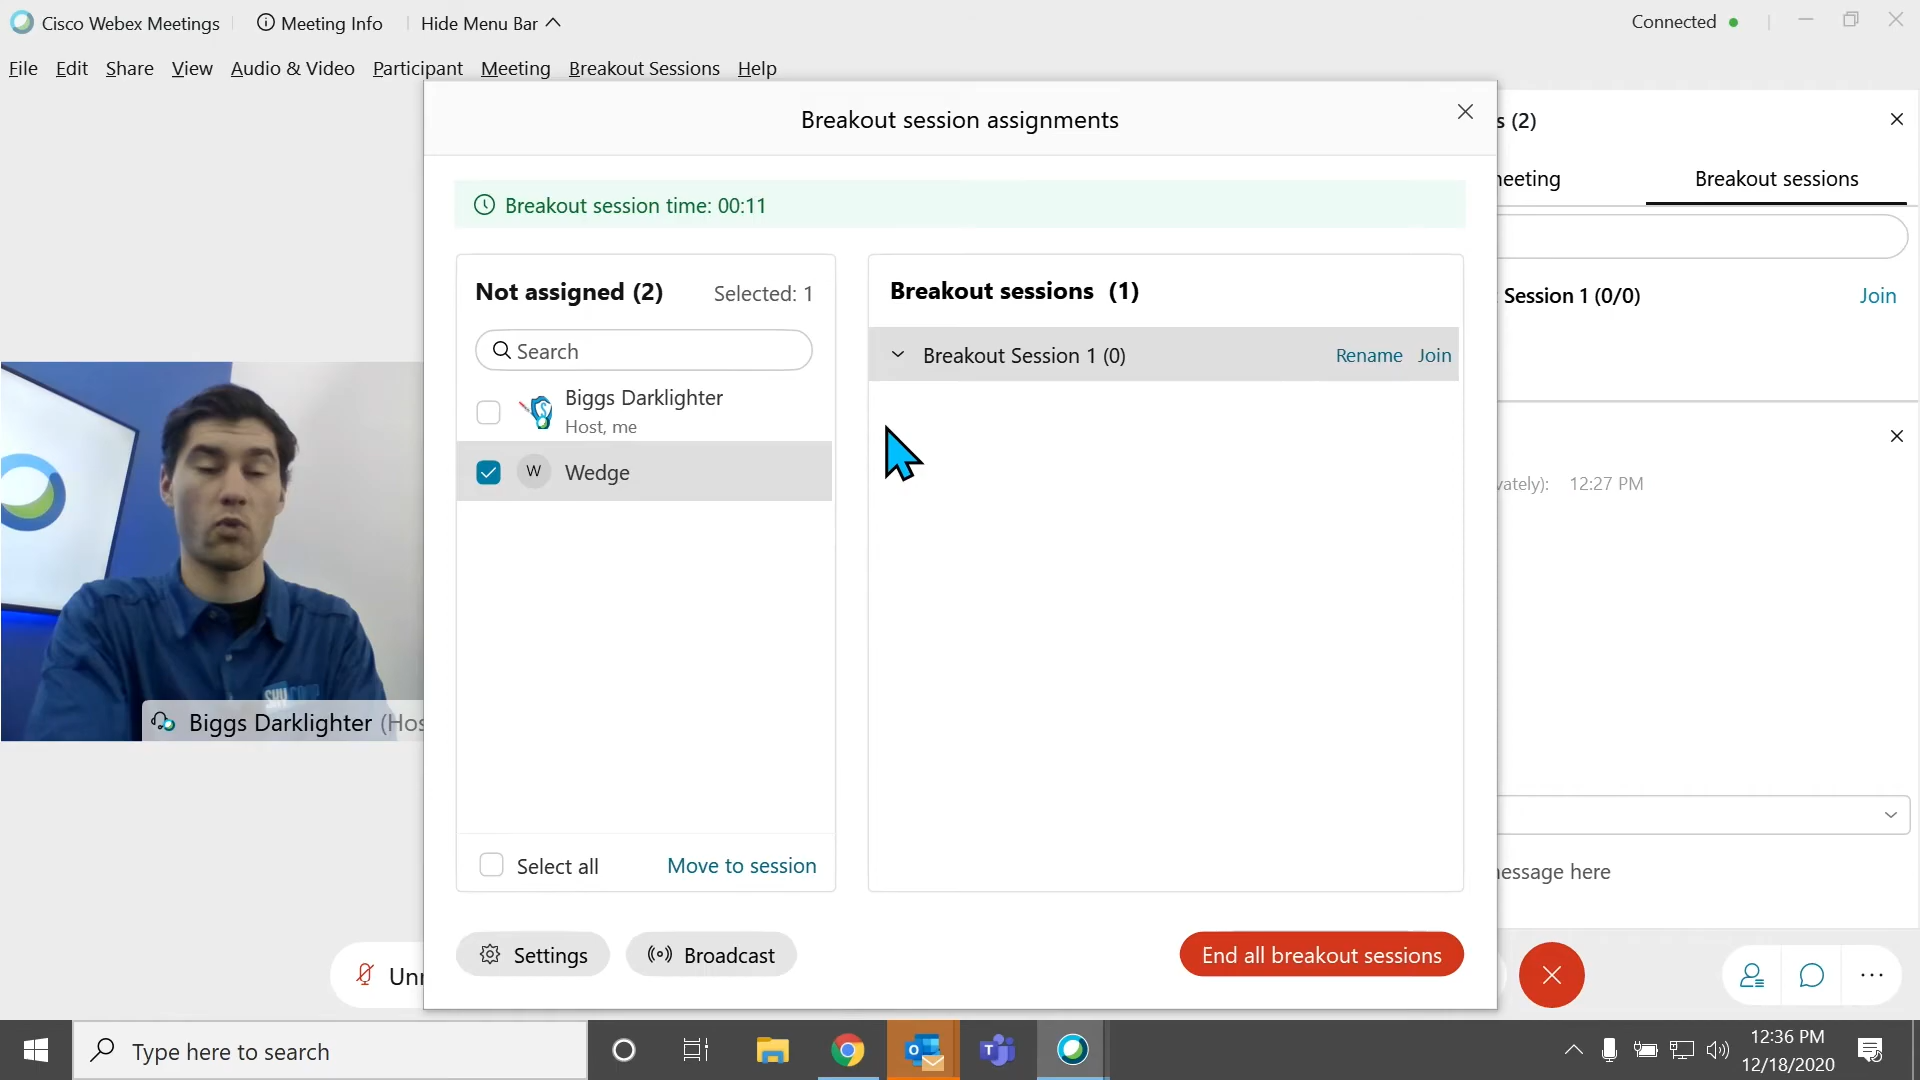 Cisco Webex Meetings
Meeting Info
Hide Menu Bar
Connected
File Edit Share View Audio & Video Participant Meeting Breakout Sessions Help
Breakout session assignments
s (2)
Breakout sessions
Breakout session time: 00:11
Not assigned (2)
Selected: 1
Search
Biggs Darklighter
Host, me
W
Wedge
Select all
Move to session
Breakout sessions (1)
Breakout Session 1 (0)
Rename
Join
Session 1 (0/0)
Join
12:27 PM
Settings
Broadcast
End all breakout sessions
Biggs Darklighter
Type here to search
12:36 PM
12/18/2020